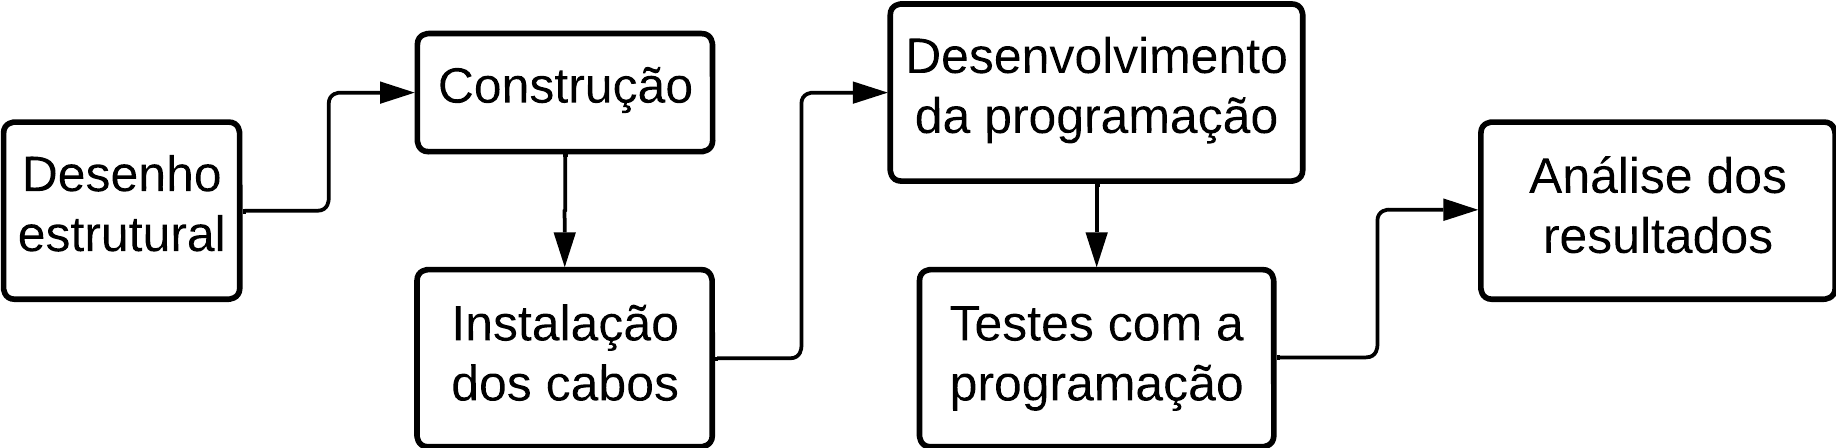 Desenho
estrutural
Construção
Instalação
dos cabos
Desenvolvimento
da programação
Testes com a
programação
Análise dos
resultados